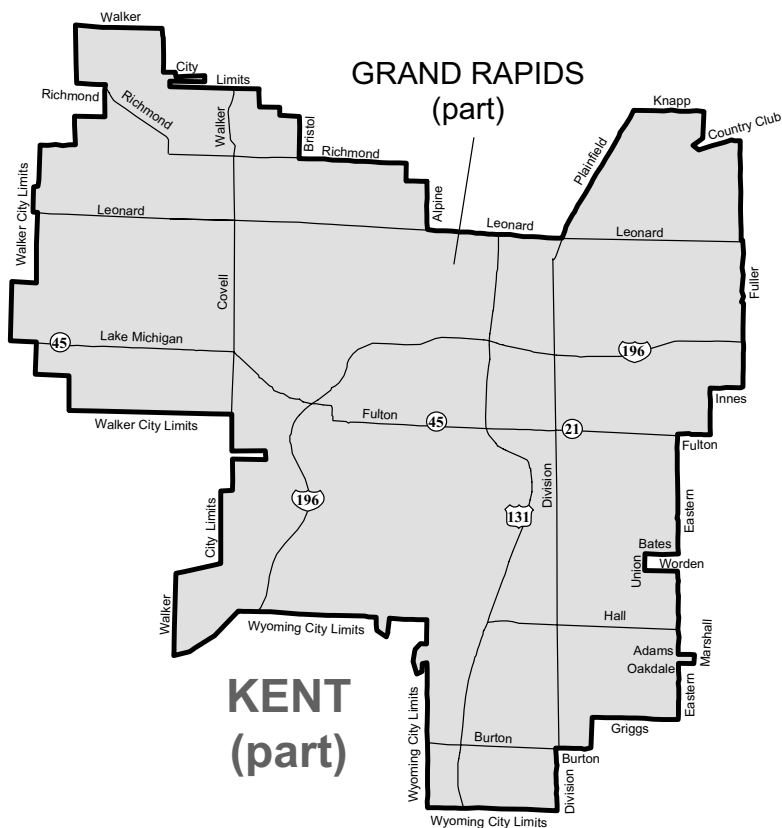 Walker
City
Limits
Richmond
Richmond
Walker
Bristol
Richmond
GRAND RAPIDS
(part)
Knapp
Country Club
Plainfield
Walker City Limits
Leonard
Alpine
Leonard
Leonard
Covell
Fuller
45
Lake Michigan
196
Innes
Walker City Limits
Fulton
45
21
Fulton
196
131
Division
Eastern
City Limits
Walker
Bates
Union
Worden
Wyoming City Limits
Hall
Adams
Marshall
Oakdale
Eastern
KENT
(part)
Wyoming City Limits
Griggs
Burton
Burton
Division
Wyoming City Limits